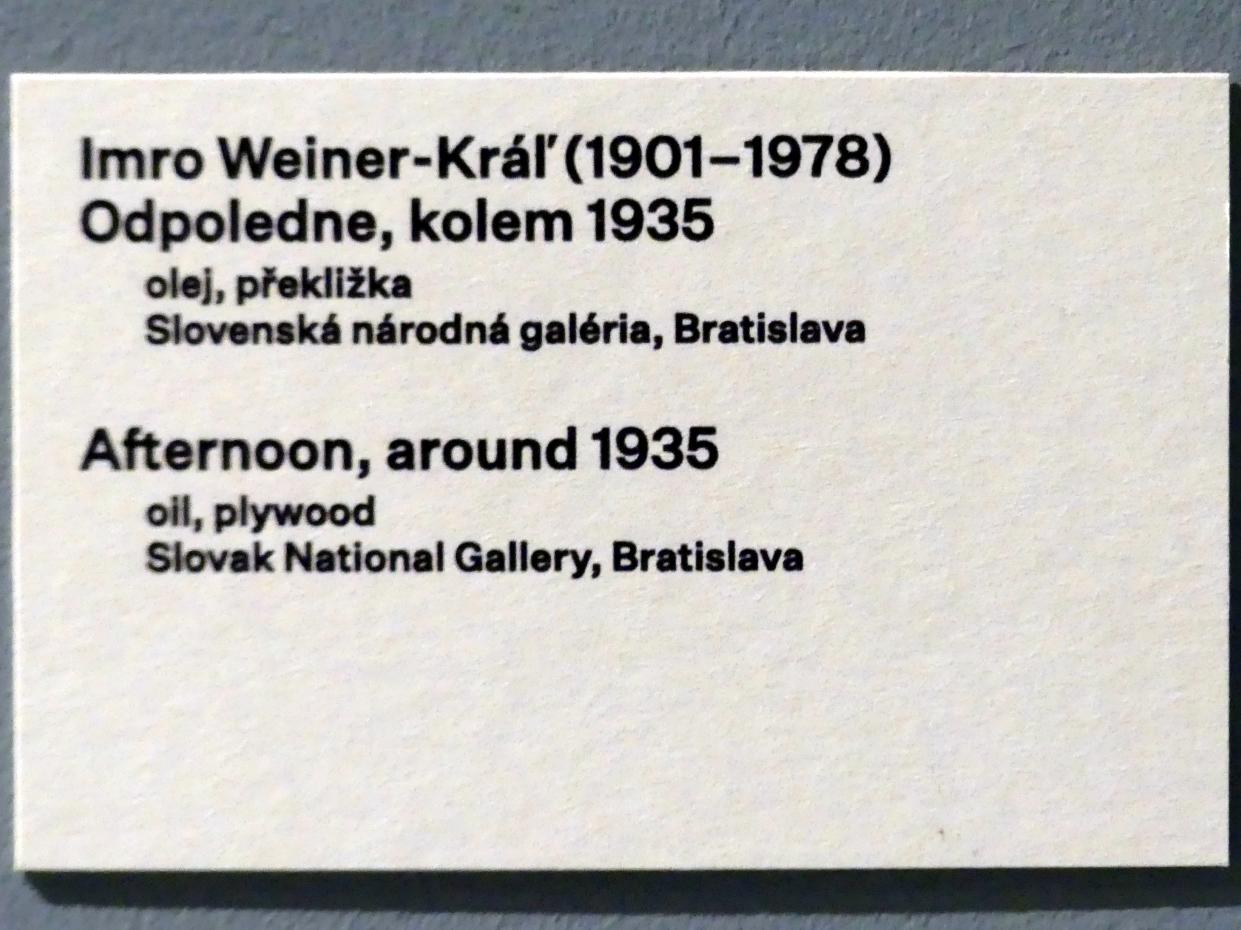 Imro Weiner-Kráľ (1901–1978)
Odpoledne, kolem 1935
olej, překližka
Slovenská národná galéria, Bratislava
Afternoon, around 1935
oil, plywood
Slovak National Gallery, Bratislava